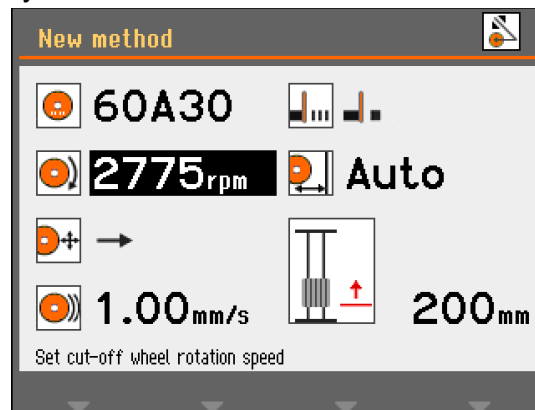 New method
60A30
2775rpm
Auto
1.00mm/s
200mm
Set cut-off wheel rotation speed